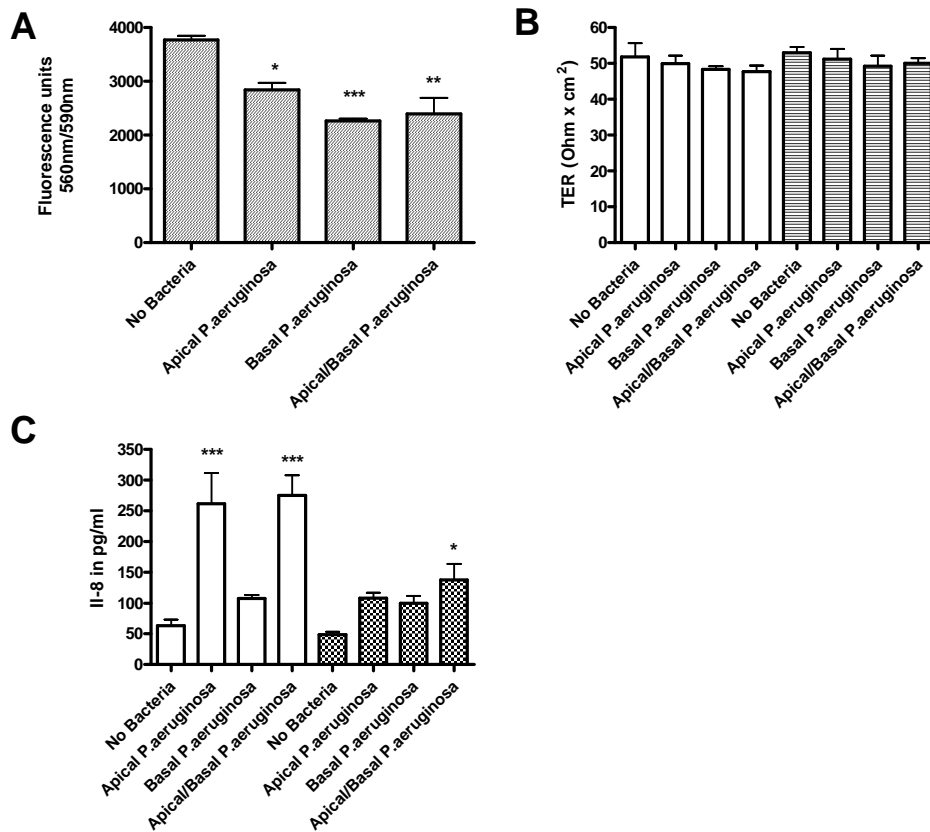 A
4000
3000
2000
1000
0
Fluorescence units
560nm/590nm
*
***
**
No Bacteria
Apical P.aeruginosa
Basal P.aeruginosa
Apical/Basal P.aeruginosa
B
60
50
40
30
20
10
0
TER (Ohm x cm²)
No Bacteria
Apical P.aeruginosa
Basal P.aeruginosa
Apical/Basal P.aeruginosa
No Bacteria
Apical P.aeruginosa
Basal P.aeruginosa
Apical/Basal P.aeruginosa
C
350
300
250
200
150
100
50
0
Il-8 in pg/ml
***
***
*
No Bacteria
Apical P.aeruginosa
Basal P.aeruginosa
Apical/Basal P.aeruginosa
No Bacteria
Apical P.aeruginosa
Basal P.aeruginosa
Apical/Basal P.aeruginosa